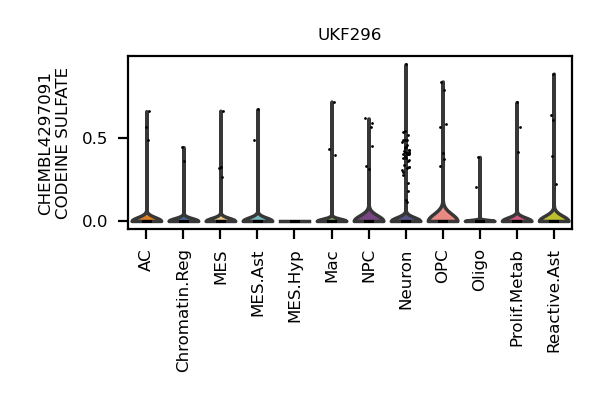 UKF296
CHEMBL4297091
CODEINE SULFATE
0.5
0.0
AC
Chromatin.Reg
MES
MES.Ast
MES.Hyp
Mac
NPC
Neuron
OPC
Oligo
Prolif.Metab
Reactive.Ast